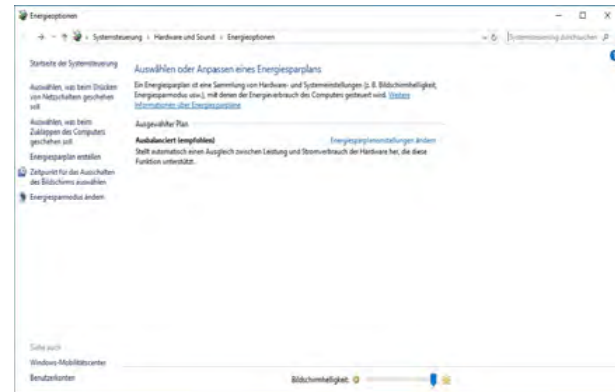 Energieoptionen
Systemsteuerung › Hardware und Sound › Energieoptionen
Systemsteuerung durchsuchen
Startseite der Systemsteuerung
Auswählen, was beim Drücken
von Netzschaltern geschehen
soll
Auswählen, was beim
Zuklappen des Computers
geschehen soll
Energiesparplan erstellen
Zeitpunkt für das Ausschalten
des Bildschirms auswählen
Energiesparmodus ändern
Auswählen oder Anpassen eines Energiesparplans
Ein Energiesparplan ist eine Sammlung von Hardware- und Systemeinstellungen (z. B. Bildschirmhelligkeit,
Energiesparmodus usw.), mit denen der Energieverbrauch des Computers gesteuert wird. Weitere
Informationen über Energiesparpläne
Ausgewählter Plan
Ausbalanciert (empfohlen) Energiesparplaneinstellungen ändern
Stellt automatisch einen Ausgleich zwischen Leistung und Stromverbrauch der Hardware her, die diese
Funktion unterstützt.
Siehe auch
Windows-Mobilitätscenter
Benutzerkonten
Bildschirmhelligkeit: